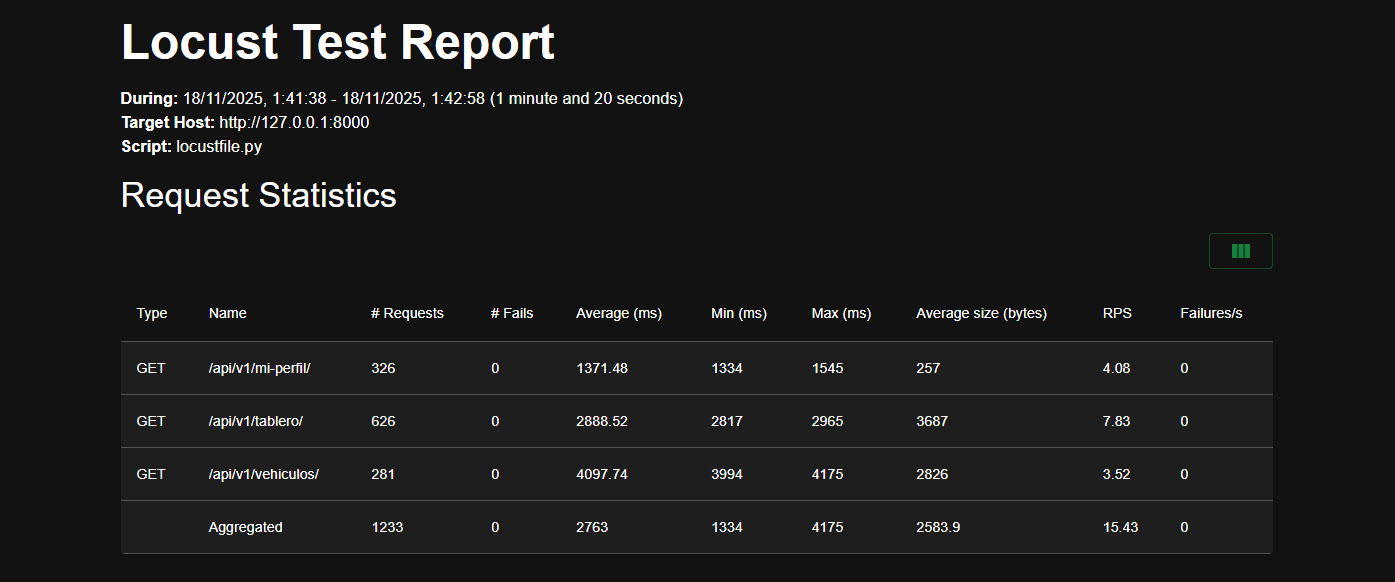 Locust Test Report
During: 18/11/2025, 1:41:38 - 18/11/2025, 1:42:58 (1 minute and 20 seconds)
Target Host: http://127.0.0.1:8000
Script: locustfile.py
Request Statistics
Type Name # Requests # Fails Average (ms) Min (ms) Max (ms) Average size (bytes) RPS Failures/s
GET /api/v1/mi-perfil/ 326 0 1371.48 1334 1545 257 4.08 0
GET /api/v1/tablero/ 626 0 2888.52 2817 2965 3687 7.83 0
GET /api/v1/vehiculos/ 281 0 4097.74 3994 4175 2826 3.52 0
Aggregated 1233 0 2763 1334 4175 2583.9 15.43 0